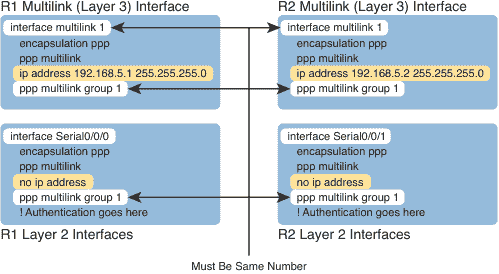 R1 Multilink (Layer 3) Interface
interface multilink 1
encapsulation ppp
ppp multilink
ip address 192.168.5.1 255.255.255.0
ppp multilink group 1
R2 Multilink (Layer 3) Interface
interface multilink 1
encapsulation ppp
ppp multilink
ip address 192.168.5.2 255.255.255.0
ppp multilink group 1
interface Serial0/0/0
encapsulation ppp
ppp multilink
no ip address
ppp multilink group 1
! Authentication goes here
R1 Layer 2 Interfaces
interface Serial0/0/1
encapsulation ppp
ppp multilink
no ip address
ppp multilink group 1
! Authentication goes here
R2 Layer 2 Interfaces
Must Be Same Number